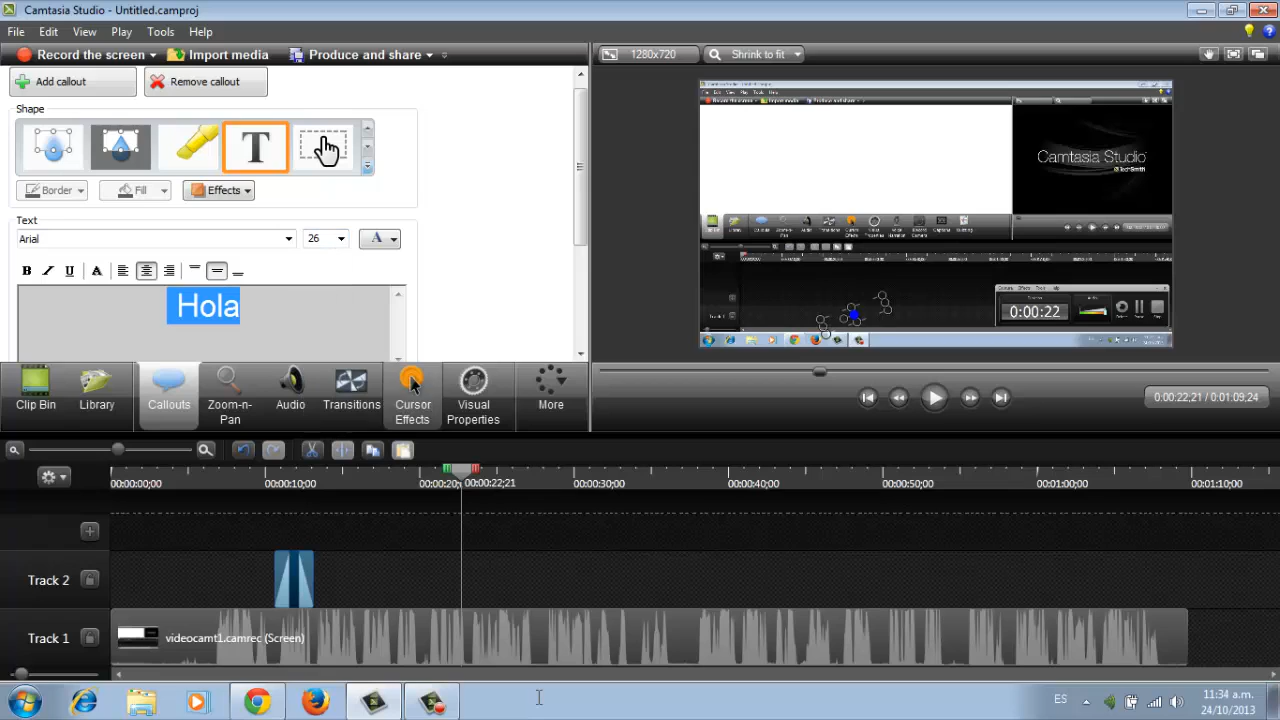 Camtasia Studio - Untitled.camproj
File Edit View Play Tools Help
Record the screen Import media Produce and share
1280x720 Shrink to fit
Add callout Remove callout
Shape
T
Border Fill Effects
Text
Arial 26 A
B U A
Hola
Camtasia Studio
TechSmith
0:00:22
Clip Bin Library Callouts Zoom-n-Pan Audio Transitions Cursor Effects Visual Properties More
0:00:22;21 / 0:01:09;24
00:00:00;00 00:00:10;00 00:00:20; 00:00:22;21 00:00:30;00 00:00:40;00 00:00:50;00 00:01:00;00 00:01:10;00
Track 2
Track 1 videocamt1.camrec (Screen)
ES 11:34 a.m.
24/10/2013